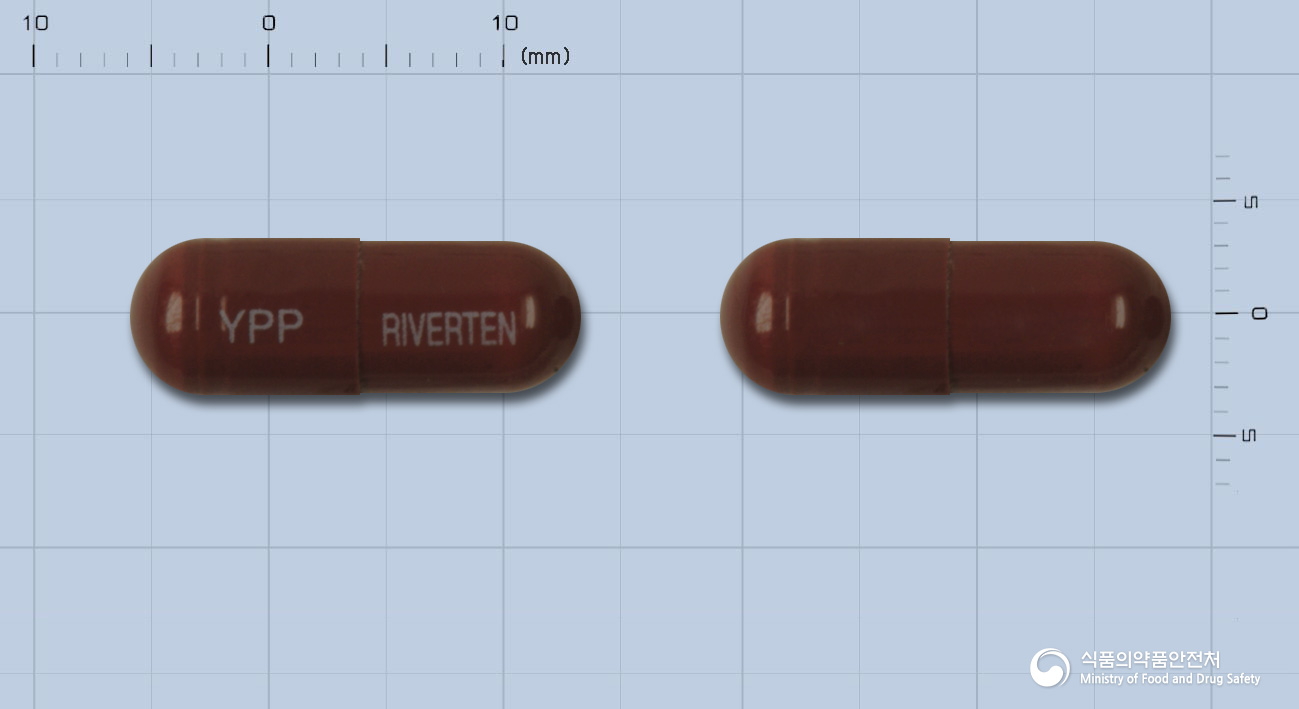 10 0 10 (mm)
5
0
5
YPP RIVERTEN
식품의약품안전처
Ministry of Food and Drug Safety